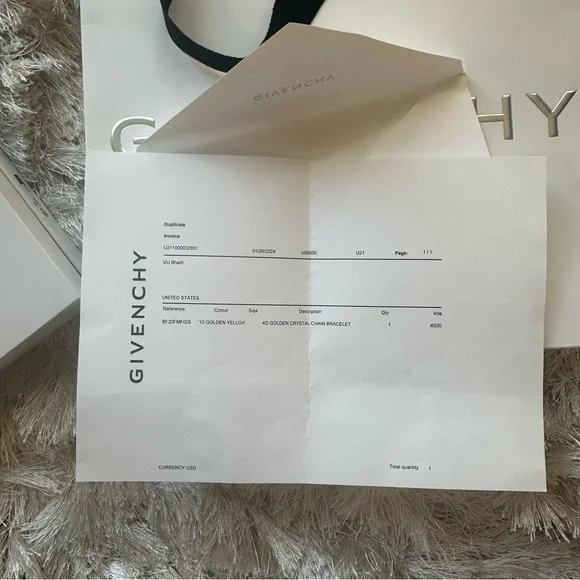 GIVENCHY
G HY
GIVENCHY
Duplicate
Invoice
U211000032851 01/26/2024 US6030 U21 Page: 1 / 1
VIJ Bharti
UNITED STATES
Reference Colour Size Description Qty Vde
BF20FMF005 '10 GOLDEN YELLOW 4G GOLDEN CRYSTAL CHAIN BRACELET 1 6030
CURRENCY USD Total quantity 1